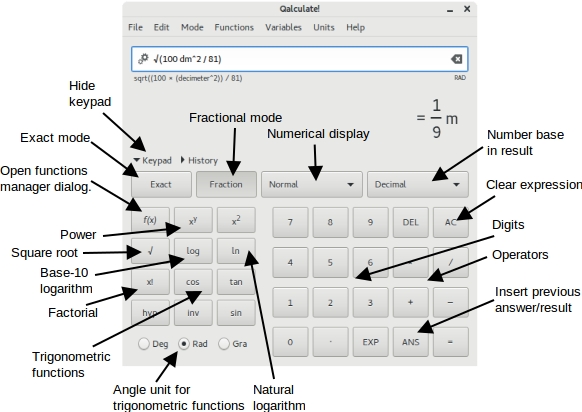 Qalculate!
File Edit Mode Functions Variables Units Help
√(100 dm^2 / 81)
sqrt((100 * (decimeter^2)) / 81)
RAD
= 1/9 m
Hide
keypad
Fractional mode
Exact mode
Numerical display
Number base
in result
Keypad History
Open functions
manager dialog.
Exact Fraction Normal Decimal
Clear expression
f(x) xʸ x² 7 8 9 DEL AC
Power
Digits
Square root
√ log ln 4 5 6 /
Operators
Base-10
logarithm
x! cos tan 1 2 3 + −
Insert previous
answer/result
Factorial
hyp inv sin 0 · EXP ANS =
Deg Rad Gra
Trigonometric
functions
Angle unit for
trigonometric functions
Natural
logarithm